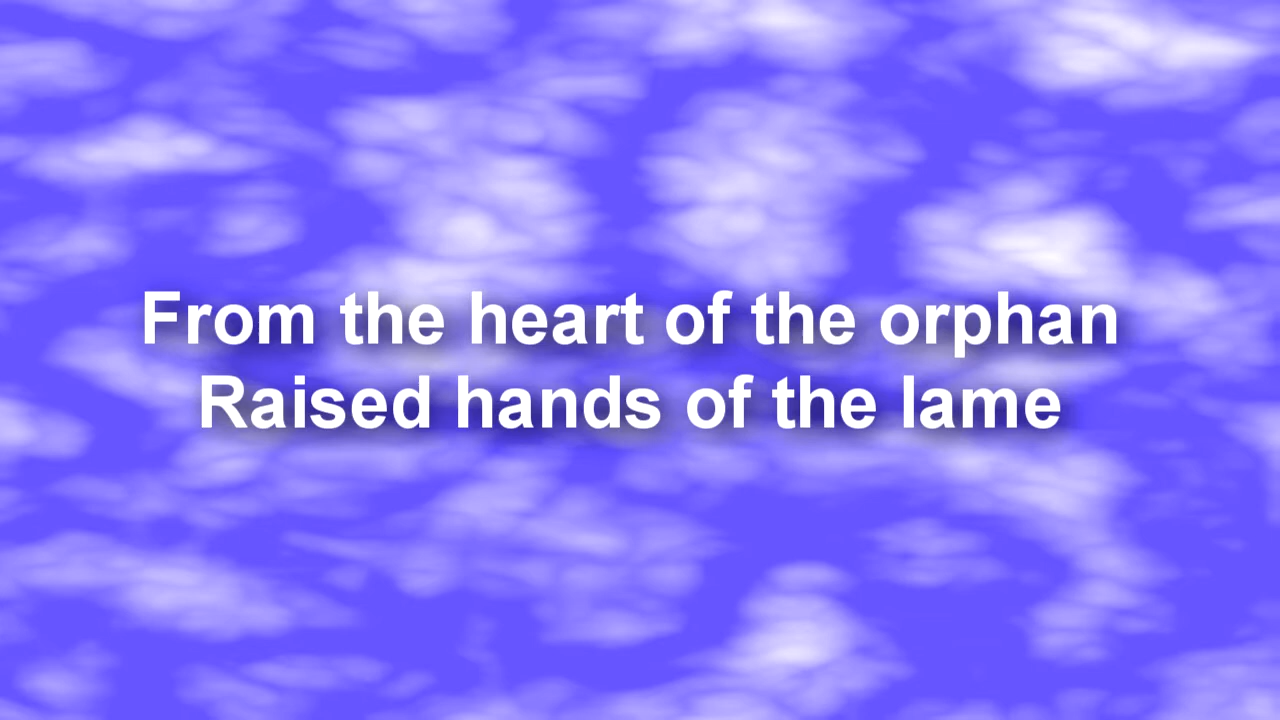 From the heart of the orphan
Raised hands of the lame